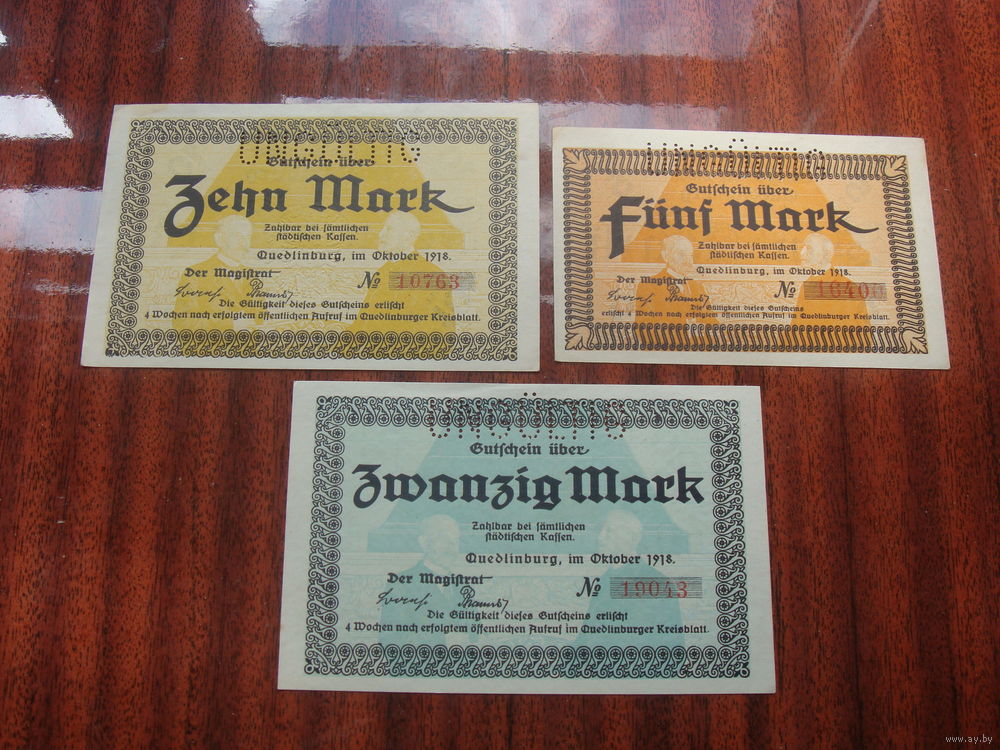 UNGÜLTIG
Gutschein über
Zehn Mark
Zahlbar bei sämtlichen
städtischen Kassen.
Quedlinburg, im Oktober 1918.
Der Magistrat
№ 10763
Die Gültigkeit dieses Gutscheins erlischt
4 Wochen nach erfolgtem öffentlichen Aufruf im Quedlinburger Kreisblatt.
UNGÜLTIG
Gutschein über
Fünf Mark
Zahlbar bei sämtlichen
städtischen Kassen.
Quedlinburg, im Oktober 1918.
Der Magistrat
№
Die Gültigkeit dieses Gutscheins
erlischt 4 Wochen nach erfolgtem öffentlichen Aufruf im Quedlinburger Kreisblatt.
UNGÜLTIG
Gutschein über
Zwanzig Mark
Zahlbar bei sämtlichen
städtischen Kassen.
Quedlinburg, im Oktober 1918.
Der Magistrat
№ 19043
Die Gültigkeit dieses Gutscheins erlischt
4 Wochen nach erfolgtem öffentlichen Aufruf im Quedlinburger Kreisblatt.
www.ay.by